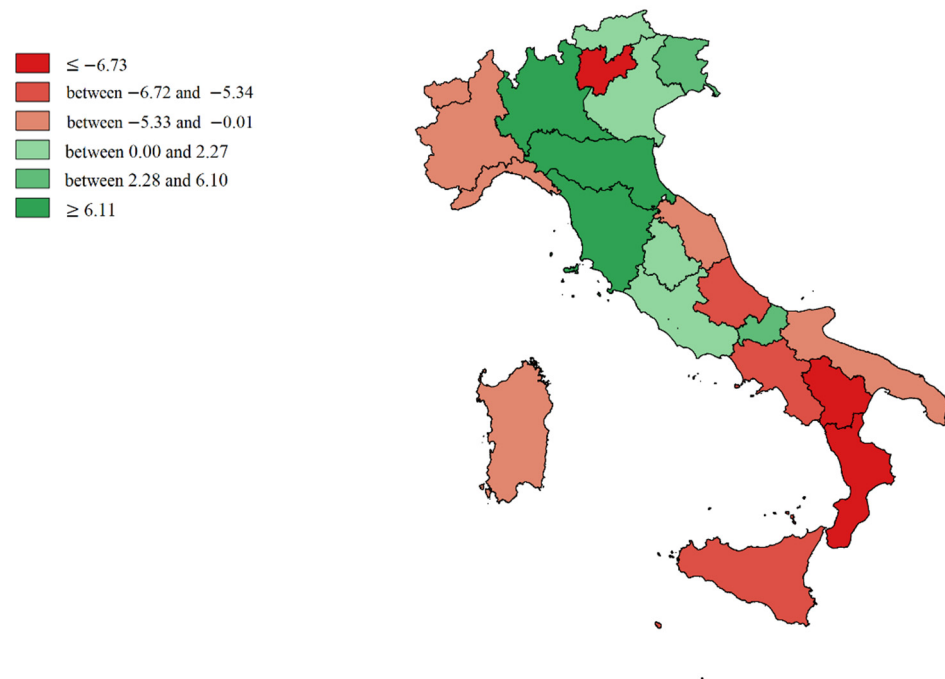 ≤ −6.73
between −6.72 and −5.34
between −5.33 and −0.01
between 0.00 and 2.27
between 2.28 and 6.10
≥ 6.11